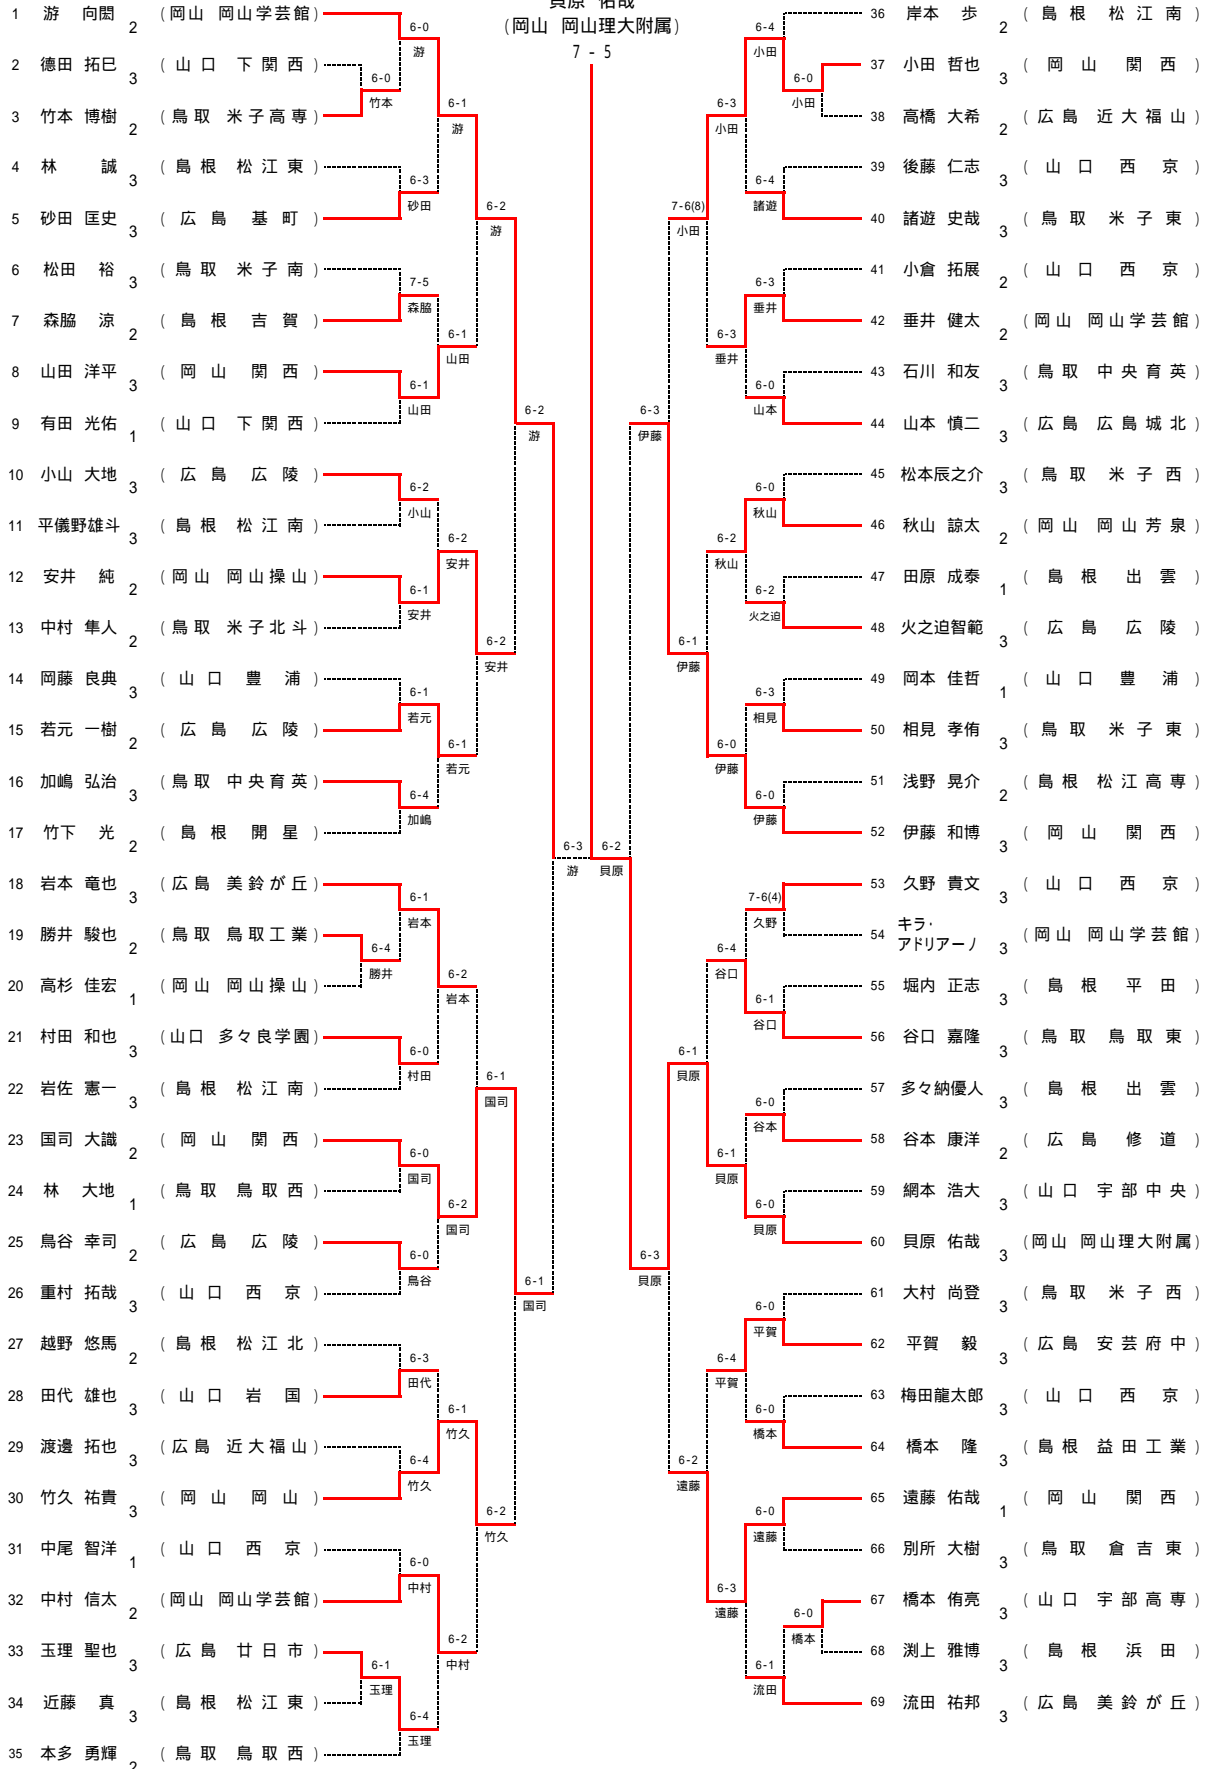 貝原 佑哉
(岡山 岡山理大附属)
7 - 5
1 游 向閎 2 (岡山 岡山学芸館)
2 德田 拓巳 3 (山口 下関西)
3 竹本 博樹 2 (鳥取 米子高専)
4 林 誠 3 (島根 松江東)
5 砂田 匡史 3 (広島 基町)
6 松田 裕 3 (鳥取 米子南)
7 森脇 涼 2 (島根 吉賀)
8 山田 洋平 3 (岡山 関西)
9 有田 光佑 1 (山口 下関西)
10 小山 大地 3 (広島 広陵)
11 平儀野雄斗 3 (島根 松江南)
12 安井 純 2 (岡山 岡山操山)
13 中村 隼人 2 (鳥取 米子北斗)
14 岡藤 良典 3 (山口 豊浦)
15 若元 一樹 2 (広島 広陵)
16 加嶋 弘治 3 (鳥取 中央育英)
17 竹下 光 2 (島根 開星)
18 岩本 竜也 3 (広島 美鈴が丘)
19 勝井 駿也 2 (鳥取 鳥取工業)
20 高杉 佳宏 1 (岡山 岡山操山)
21 村田 和也 3 (山口 多々良学園)
22 岩佐 憲一 3 (島根 松江南)
23 国司 大識 2 (岡山 関西)
24 林 大地 1 (鳥取 鳥取西)
25 鳥谷 幸司 2 (広島 広陵)
26 重村 拓哉 3 (山口 西京)
27 越野 悠馬 2 (島根 松江北)
28 田代 雄也 3 (山口 岩国)
29 渡邊 拓也 3 (広島 近大福山)
30 竹久 祐貴 3 (岡山 岡山)
31 中尾 智洋 1 (山口 西京)
32 中村 信太 2 (岡山 岡山学芸館)
33 玉理 聖也 3 (広島 廿日市)
34 近藤 真 3 (島根 松江東)
35 本多 勇輝 2 (鳥取 鳥取西)
6-0 竹本
6-0 游
6-3 砂田
7-5 森脇
6-1 山田
6-2 小山
6-1 安井
6-1 若元
6-4 加嶋
6-4 勝井
6-1 岩本
6-0 村田
6-0 国司
6-0 鳥谷
6-3 田代
6-4 竹久
6-0 中村
6-1 玉理
6-4 玉理
6-1 游
6-1 山田
6-2 安井
6-1 若元
6-2 岩本
6-2 国司
6-1 竹久
6-2 中村
6-2 游
6-2 安井
6-1 国司
6-2 竹久
6-2 游
6-1 国司
6-3 游
6-2 貝原
6-3 伊藤
6-3 貝原
7-6(8) 小田
6-1 伊藤
6-1 貝原
6-2 遠藤
6-3 小田
6-3 垂井
6-2 秋山
6-0 伊藤
6-4 谷口
6-1 貝原
6-4 平賀
6-3 遠藤
6-4 小田
6-0 小田
6-4 諸遊
6-3 垂井
6-0 山本
6-0 秋山
6-2 火之迫
6-3 相見
6-0 伊藤
7-6(4) 久野
6-1 谷口
6-0 谷本
6-0 貝原
6-0 平賀
6-0 橋本
6-0 遠藤
6-0 橋本
6-1 流田
36 岸本 歩 2 (島根 松江南)
37 小田 哲也 3 (岡山 関西)
38 高橋 大希 2 (広島 近大福山)
39 後藤 仁志 3 (山口 西京)
40 諸遊 史哉 3 (鳥取 米子東)
41 小倉 拓展 2 (山口 西京)
42 垂井 健太 2 (岡山 岡山学芸館)
43 石川 和友 3 (鳥取 中央育英)
44 山本 慎二 3 (広島 広島城北)
45 松本辰之介 3 (鳥取 米子西)
46 秋山 諒太 2 (岡山 岡山芳泉)
47 田原 成泰 1 (島根 出雲)
48 火之迫智範 3 (広島 広陵)
49 岡本 佳哲 1 (山口 豊浦)
50 相見 孝侑 3 (鳥取 米子東)
51 浅野 晃介 2 (島根 松江高専)
52 伊藤 和博 3 (岡山 関西)
53 久野 貴文 3 (山口 西京)
54 キラ・アドリアーノ 3 (岡山 岡山学芸館)
55 堀内 正志 3 (島根 平田)
56 谷口 嘉隆 3 (鳥取 鳥取東)
57 多々納優人 3 (島根 出雲)
58 谷本 康洋 2 (広島 修道)
59 網本 浩大 3 (山口 宇部中央)
60 貝原 佑哉 3 (岡山 岡山理大附属)
61 大村 尚登 3 (鳥取 米子西)
62 平賀 毅 3 (広島 安芸府中)
63 梅田龍太郎 3 (山口 西京)
64 橋本 隆 3 (島根 益田工業)
65 遠藤 佑哉 1 (岡山 関西)
66 別所 大樹 3 (鳥取 倉吉東)
67 橋本 侑亮 3 (山口 宇部高専)
68 渕上 雅博 3 (島根 浜田)
69 流田 祐邦 3 (広島 美鈴が丘)